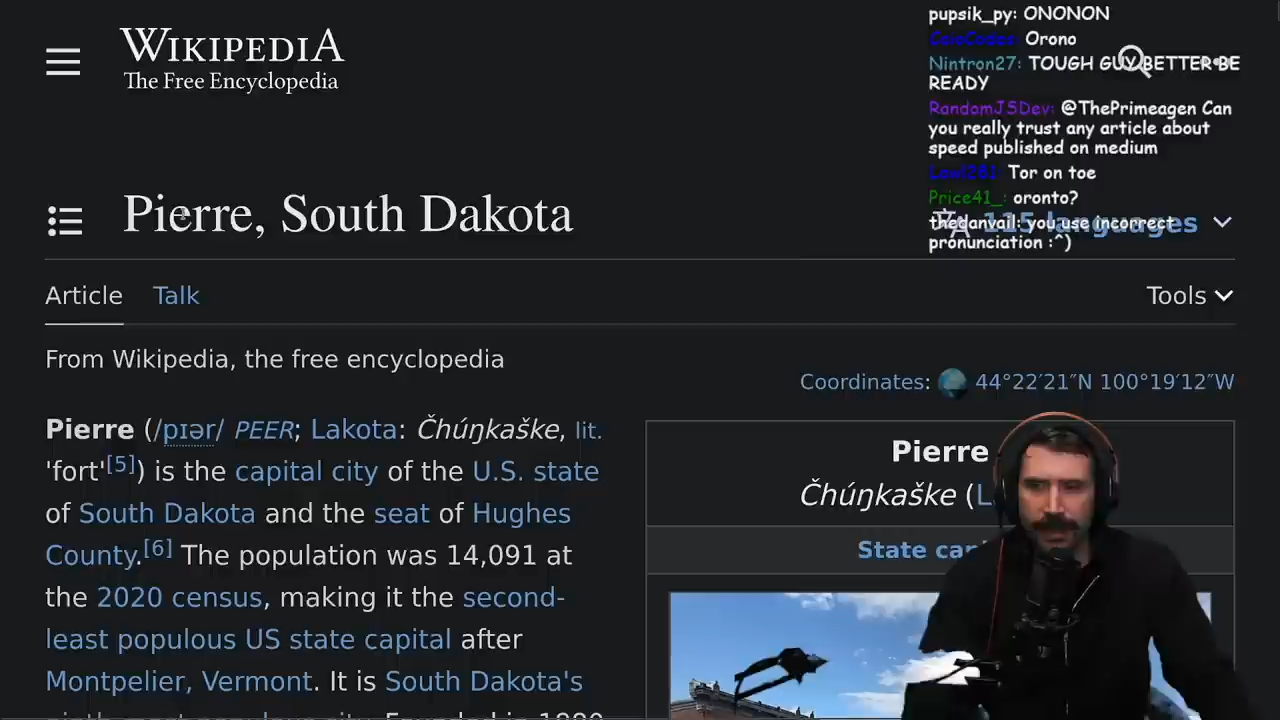 WIKIPEDIA
The Free Encyclopedia
pupsik_py: ONONON
CaioCodes: Orono
Nintron27: TOUGH GUY BETTER BE
READY
RandomJSDev: @ThePrimeagen Can
you really trust any article about
speed published on medium
Tor on toe
Price41_: oronto?
thedanvail: you use incorrect
pronunciation :^)
Pierre, South Dakota
115 languages
Article Talk
Tools
From Wikipedia, the free encyclopedia
Coordinates: 44°22′21″N 100°19′12″W
Pierre (/pɪər/ PEER; Lakota: Čhúŋkaške, lit.
'fort'[5]) is the capital city of the U.S. state
of South Dakota and the seat of Hughes
County.[6] The population was 14,091 at
the 2020 census, making it the second-
least populous US state capital after
Montpelier, Vermont. It is South Dakota's
Pierre
Čhúŋkaške (L
State cap